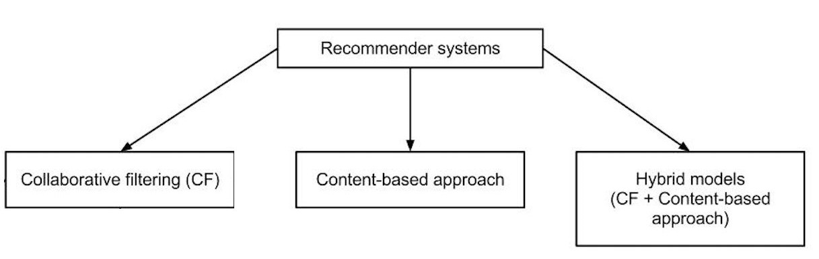 Recommender systems
Collaborative filtering (CF)
Content-based approach
Hybrid models
(CF + Content-based
approach)